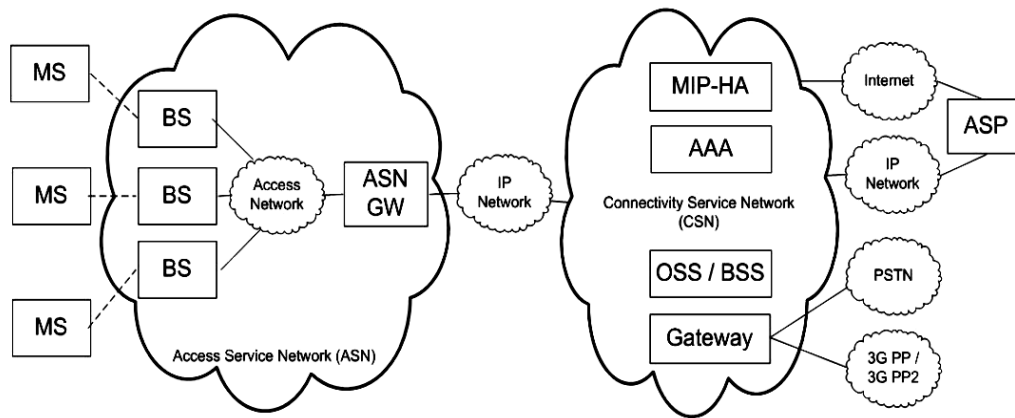 MS
MS
MS
BS
BS
BS
Access
Network
ASN
GW
Access Service Network (ASN)
IP
Network
MIP-HA
AAA
Connectivity Service Network
(CSN)
OSS / BSS
Gateway
Internet
IP
Network
PSTN
3G PP /
3G PP2
ASP